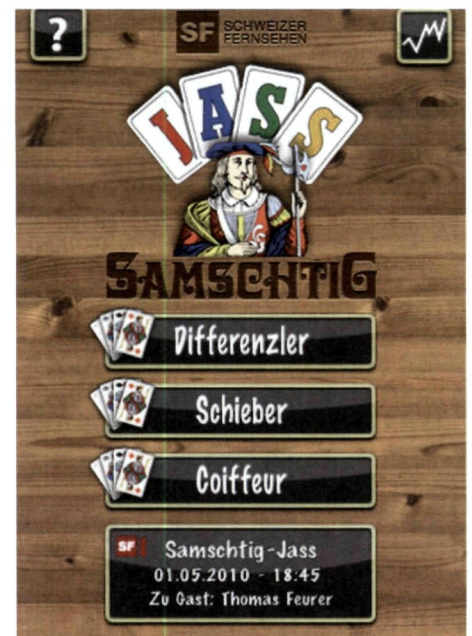 ?
SF SCHWEIZER
FERNSEHEN
JASS
SAMSCHTIG
Differenzler
Schieber
Coiffeur
SF1 Samschtig-Jass
01.05.2010 - 18:45
Zu Gast: Thomas Feurer